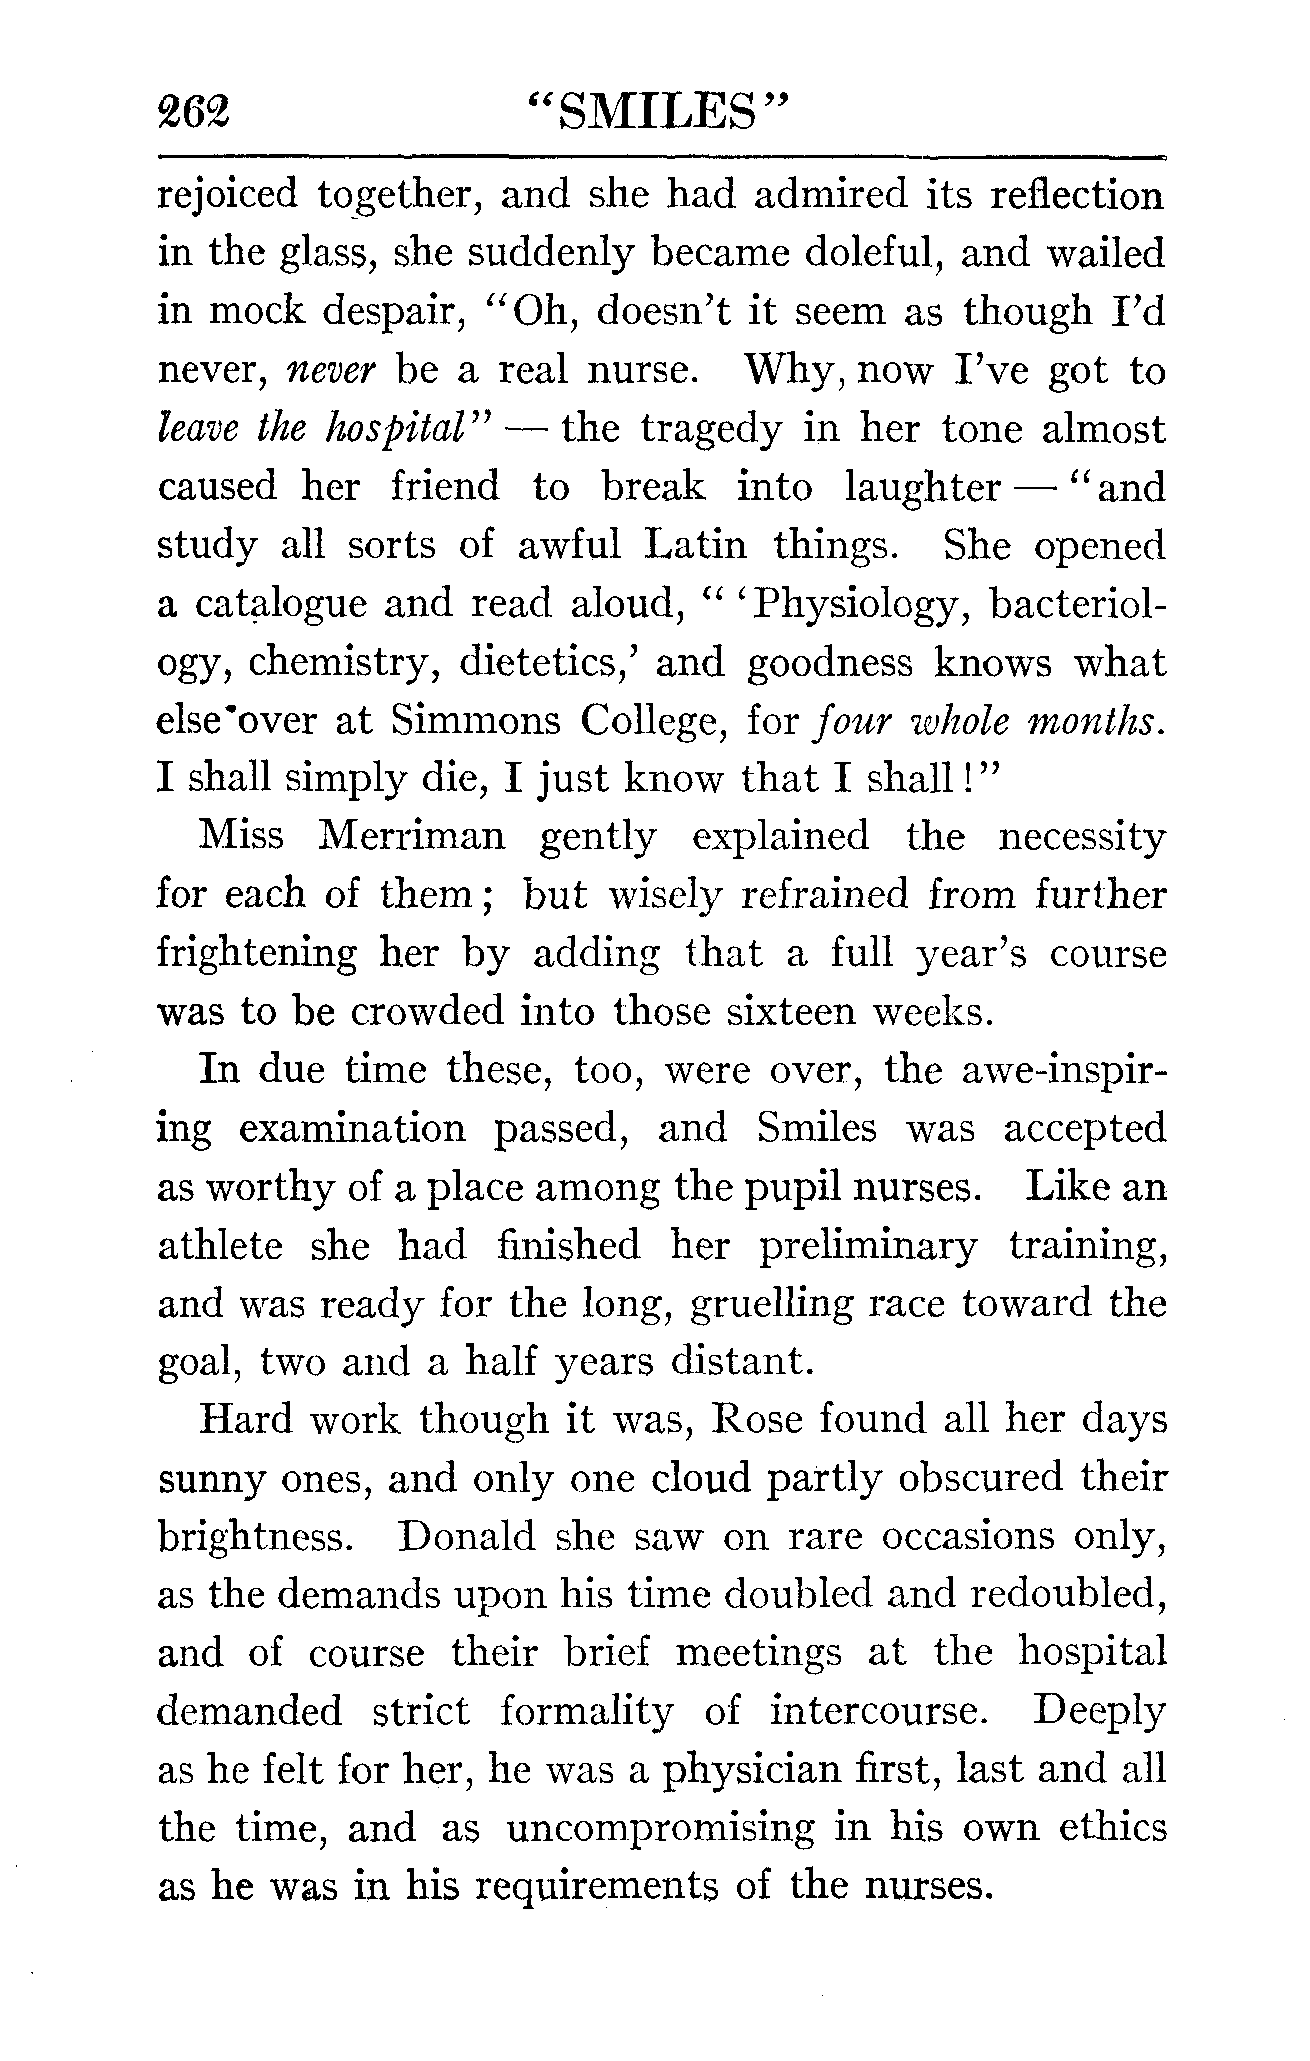 262 "SMILES"
rejoiced together, and she had admired its reflection
in the glass, she suddenly became doleful, and wailed
in mock despair, "Oh, doesn't it seem as though I'd
never, never be a real nurse. Why, now I've got to
leave the hospital" — the tragedy in her tone almost
caused her friend to break into laughter — "and
study all sorts of awful Latin things. She opened
a catalogue and read aloud, " 'Physiology, bacteriol-
ogy, chemistry, dietetics,' and goodness knows what
else over at Simmons College, for four whole months.
I shall simply die, I just know that I shall!"
Miss Merriman gently explained the necessity
for each of them; but wisely refrained from further
frightening her by adding that a full year's course
was to be crowded into those sixteen weeks.
In due time these, too, were over, the awe-inspir-
ing examination passed, and Smiles was accepted
as worthy of a place among the pupil nurses. Like an
athlete she had finished her preliminary training,
and was ready for the long, gruelling race toward the
goal, two and a half years distant.
Hard work though it was, Rose found all her days
sunny ones, and only one cloud partly obscured their
brightness. Donald she saw on rare occasions only,
as the demands upon his time doubled and redoubled,
and of course their brief meetings at the hospital
demanded strict formality of intercourse. Deeply
as he felt for her, he was a physician first, last and all
the time, and as uncompromising in his own ethics
as he was in his requirements of the nurses.